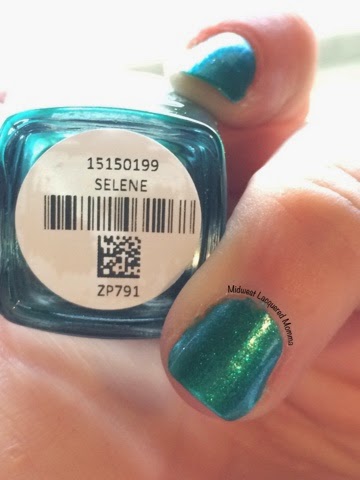 15150199
SELENE
ZP791
Midwest Lacquered Momma